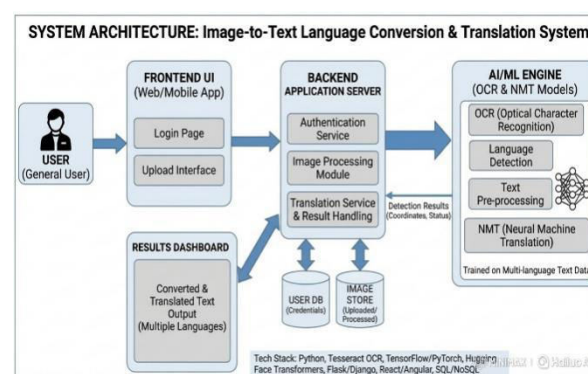 SYSTEM ARCHITECTURE: Image-to-Text Language Conversion & Translation System
USER
(General User)
FRONTEND UI
(Web/Mobile App)
Login Page
Upload Interface
BACKEND
APPLICATION SERVER
Authentication
Service
Image Processing
Module
Translation Service
& Result Handling
AI/ML ENGINE
(OCR & NMT Models)
OCR (Optical Character
Recognition)
Language
Detection
Text
Pre-processing
NMT (Neural Machine
Translation)
Trained on Multi-language Text Data
Detection Results
(Coordinates, Status)
RESULTS DASHBOARD
Converted &
Translated Text
Output
(Multiple Languages)
USER DB
(Credentials)
IMAGE
STORE
(Uploaded/
Processed)
Tech Stack: Python, Tesseract OCR, TensorFlow/PyTorch, Hugging
Face Transformers, Flask/Django, React/Angular, SQL/NoSQL